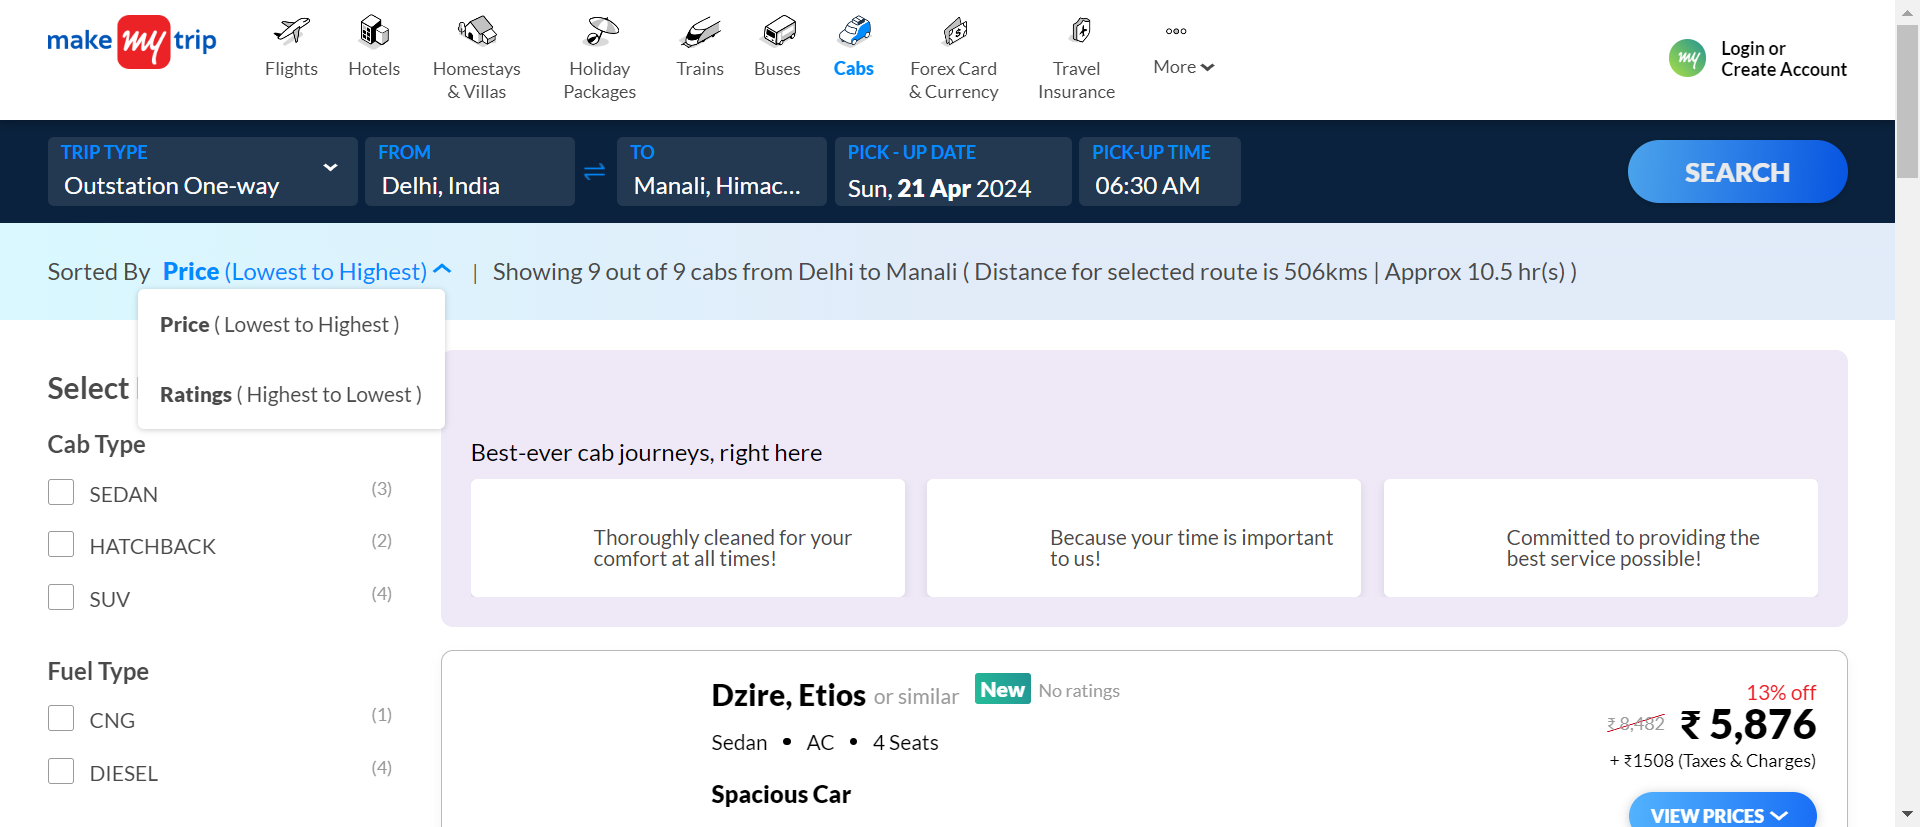 make my trip
Flights
Hotels
Homestays
& Villas
Holiday
Packages
Trains
Buses
Cabs
Forex Card
& Currency
Travel
Insurance
More
my
Login or
Create Account
TRIP TYPE
Outstation One-way
FROM
Delhi, India
TO
Manali, Himac...
PICK - UP DATE
Sun, 21 Apr 2024
PICK-UP TIME
06:30 AM
SEARCH
Sorted By Price (Lowest to Highest) | Showing 9 out of 9 cabs from Delhi to Manali ( Distance for selected route is 506kms | Approx 10.5 hr(s) )
Price ( Lowest to Highest )
Ratings ( Highest to Lowest )
Select
Cab Type
SEDAN (3)
HATCHBACK (2)
SUV (4)
Fuel Type
CNG (1)
DIESEL (4)
Best-ever cab journeys, right here
Thoroughly cleaned for your
comfort at all times!
Because your time is important
to us!
Committed to providing the
best service possible!
Dzire, Etios or similar New No ratings
Sedan • AC • 4 Seats
Spacious Car
13% off
₹ 8,482 ₹ 5,876
+ ₹1508 (Taxes & Charges)
VIEW PRICES